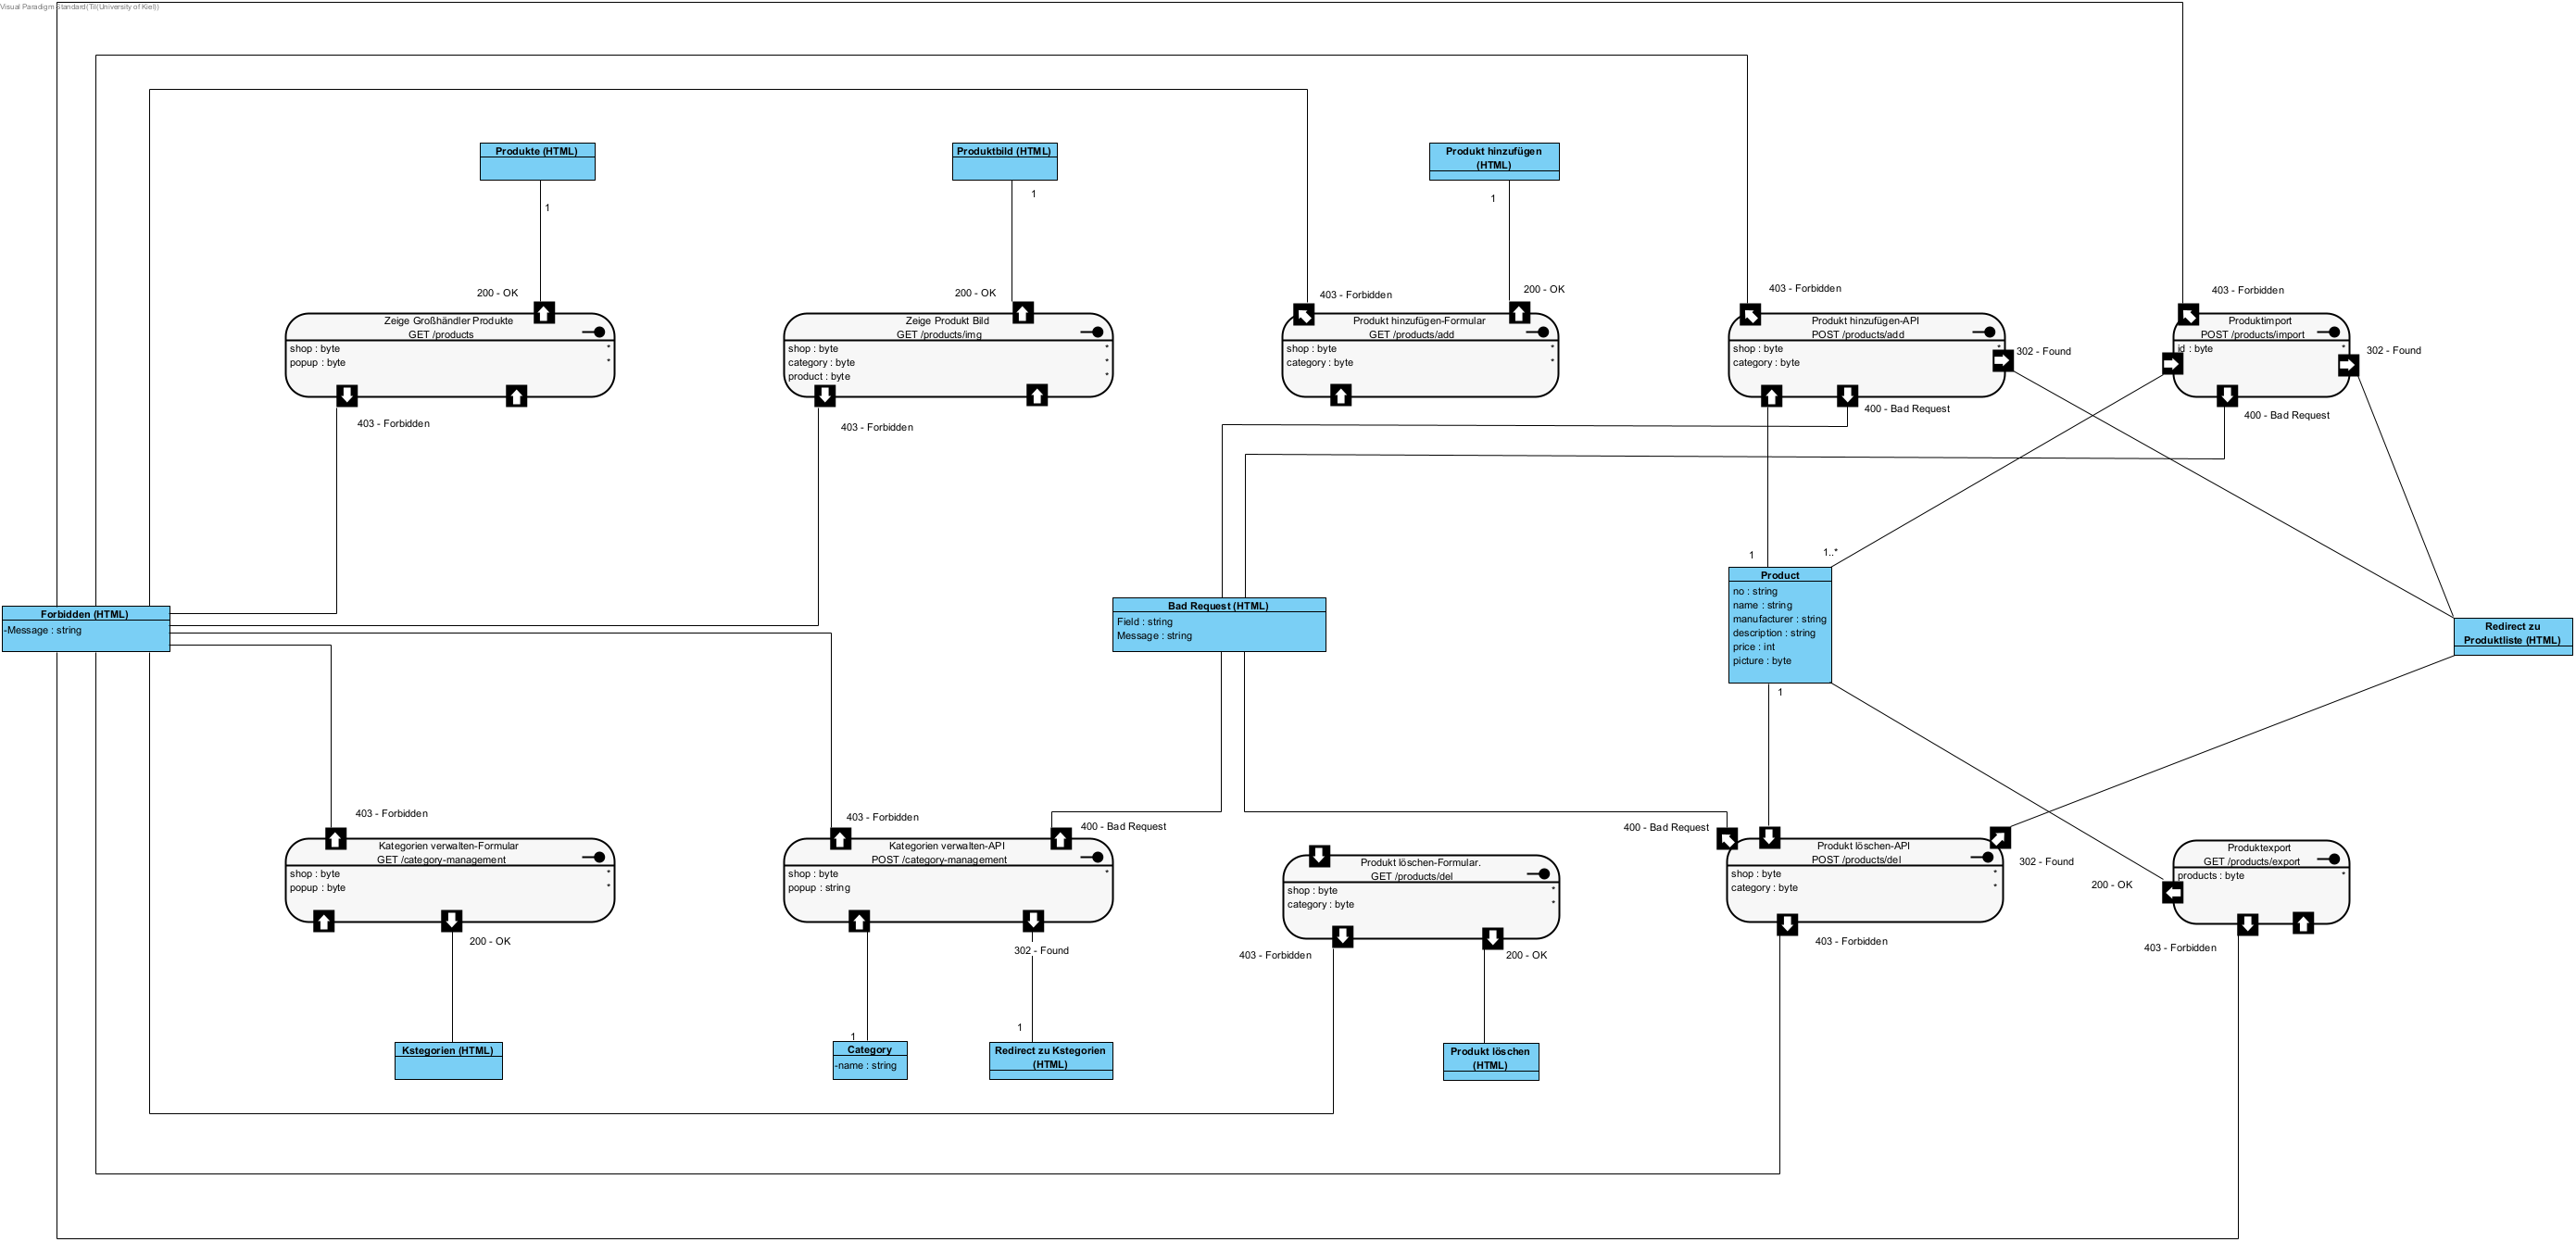 Visual Paradigm Standard(Til(University of Kiel))
Produkte (HTML)
1
Produktbild (HTML)
1
Produkt hinzufügen
(HTML)
1
200 - OK
Zeige Großhändler Produkte
GET /products
shop : byte *
popup : byte *
403 - Forbidden
200 - OK
Zeige Produkt Bild
GET /products/img
shop : byte *
category : byte *
product : byte *
403 - Forbidden
403 - Forbidden
200 - OK
Produkt hinzufügen-Formular
GET /products/add
shop : byte *
category : byte *
403 - Forbidden
Produkt hinzufügen-API
POST /products/add
shop : byte *
category : byte
302 - Found
400 - Bad Request
403 - Forbidden
Produktimport
POST /products/import
id : byte *
302 - Found
400 - Bad Request
Forbidden (HTML)
-Message : string
Bad Request (HTML)
Field : string
Message : string
1
1..*
Product
no : string
name : string
manufacturer : string
description : string
price : int
picture : byte
1
Redirect zu
Produktliste (HTML)
403 - Forbidden
Kategorien verwalten-Formular
GET /category-management
shop : byte *
popup : byte *
200 - OK
Kstegorien (HTML)
403 - Forbidden
400 - Bad Request
Kategorien verwalten-API
POST /category-management
shop : byte *
popup : string
302 - Found
1
Category
-name : string
1
Redirect zu Kstegorien
(HTML)
Produkt löschen-Formular.
GET /products/del
shop : byte *
category : byte *
403 - Forbidden
200 - OK
Produkt löschen
(HTML)
400 - Bad Request
Produkt löschen-API
POST /products/del
shop : byte *
category : byte *
302 - Found
403 - Forbidden
Produktexport
GET /products/export
products : byte *
200 - OK
403 - Forbidden